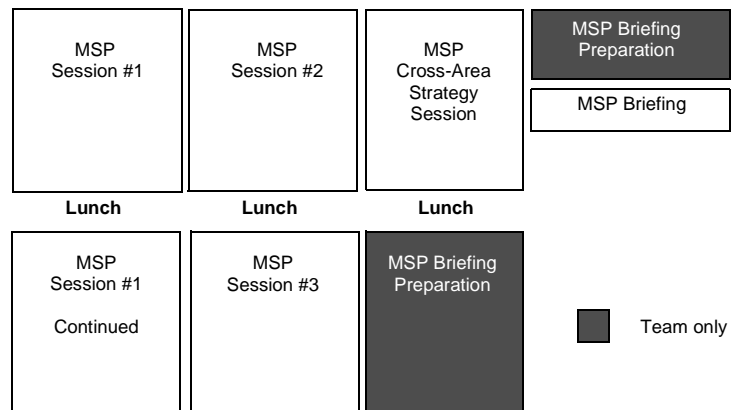 MSP
Session #1
MSP
Session #2
MSP
Cross-Area
Strategy
Session
MSP Briefing
Preparation
MSP Briefing
Lunch
Lunch
Lunch
MSP
Session #1
Continued
MSP
Session #3
MSP Briefing
Preparation
Team only